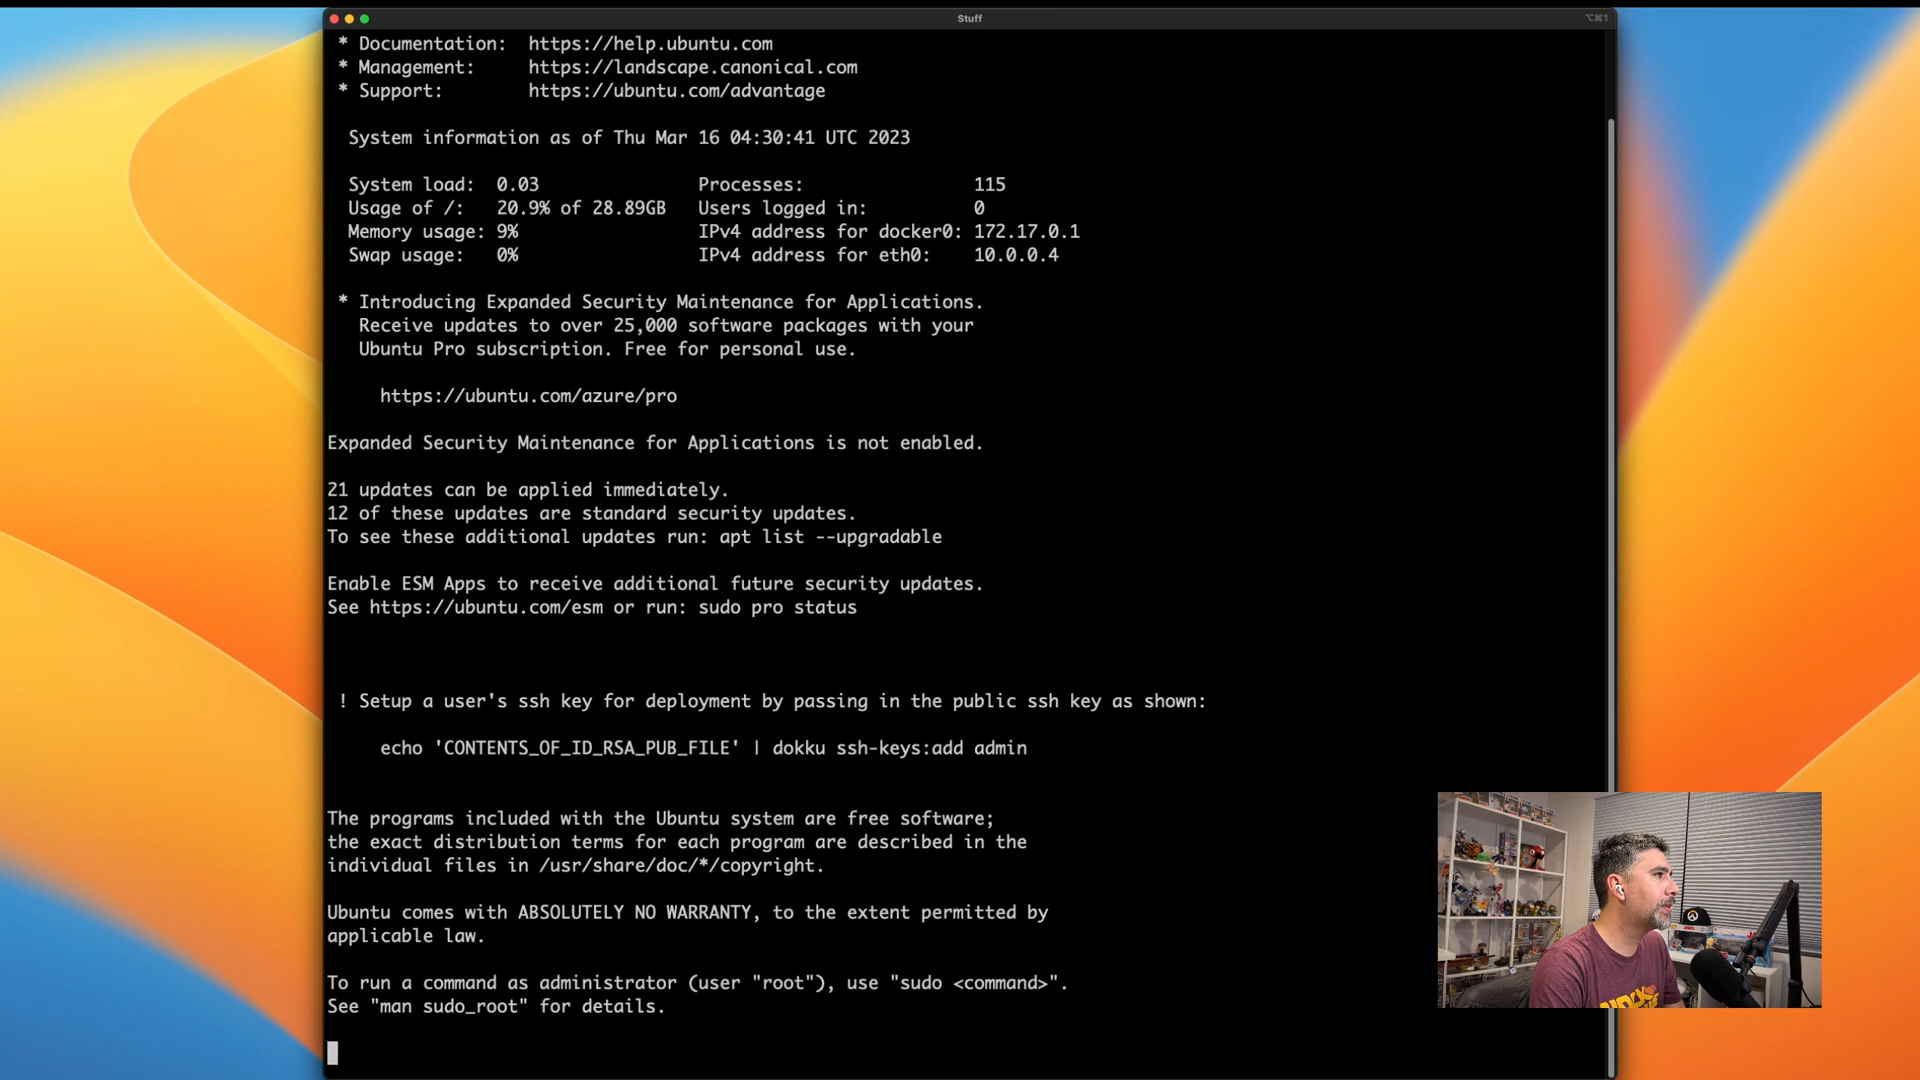 Stuff
⌥⌘1
* Documentation:  https://help.ubuntu.com
* Management:     https://landscape.canonical.com
* Support:        https://ubuntu.com/advantage
System information as of Thu Mar 16 04:30:41 UTC 2023
System load:  0.03               Processes:                115
Usage of /:   20.9% of 28.89GB   Users logged in:          0
Memory usage: 9%                 IPv4 address for docker0: 172.17.0.1
Swap usage:   0%                 IPv4 address for eth0:    10.0.0.4
* Introducing Expanded Security Maintenance for Applications.
Receive updates to over 25,000 software packages with your
Ubuntu Pro subscription. Free for personal use.
https://ubuntu.com/azure/pro
Expanded Security Maintenance for Applications is not enabled.
21 updates can be applied immediately.
12 of these updates are standard security updates.
To see these additional updates run: apt list --upgradable
Enable ESM Apps to receive additional future security updates.
See https://ubuntu.com/esm or run: sudo pro status
! Setup a user's ssh key for deployment by passing in the public ssh key as shown:
echo 'CONTENTS_OF_ID_RSA_PUB_FILE' | dokku ssh-keys:add admin
The programs included with the Ubuntu system are free software;
the exact distribution terms for each program are described in the
individual files in /usr/share/doc/*/copyright.
Ubuntu comes with ABSOLUTELY NO WARRANTY, to the extent permitted by
applicable law.
To run a command as administrator (user "root"), use "sudo <command>".
See "man sudo_root" for details.